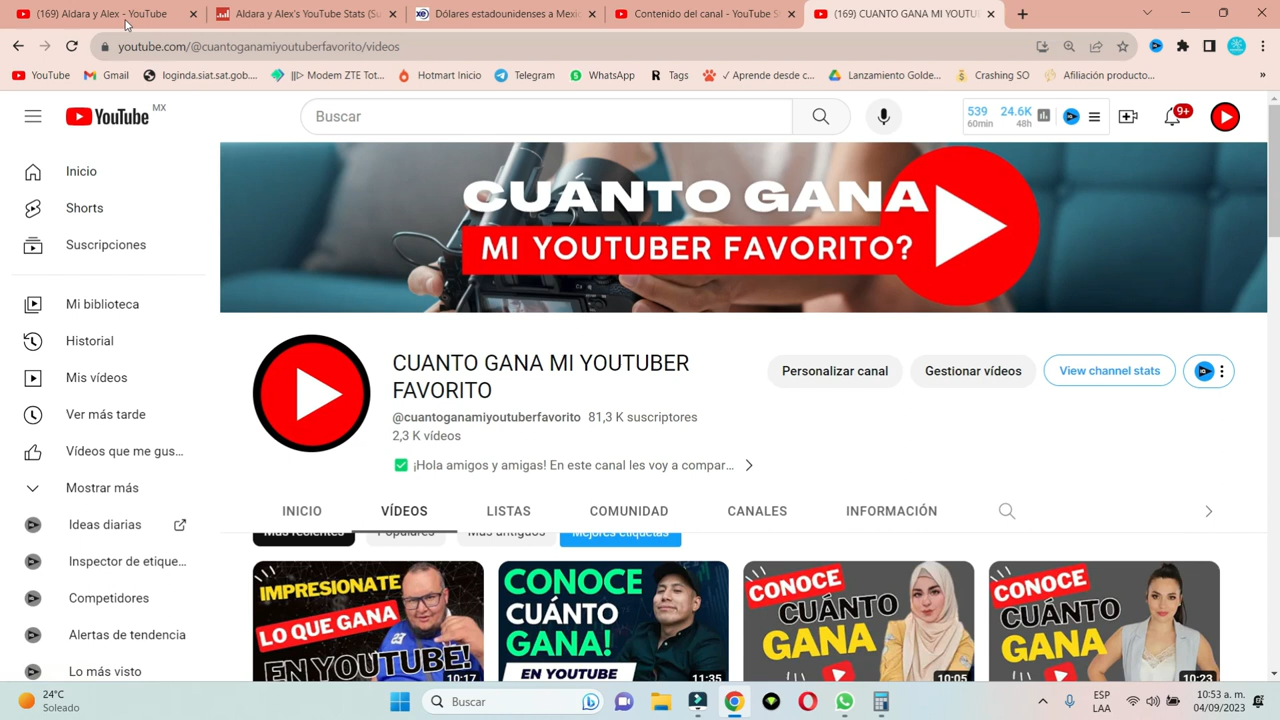 (169) Aldara y Alex - YouTube
Aldara y Alex's YouTube Stats (Su
Dólares estadounidenses a Mexic
Contenido del canal - YouTube S
(169) CUANTO GANA MI YOUTU
youtube.com/@cuantoganamiyoutuberfavorito/videos
YouTube
Gmail
loginda.siat.sat.gob....
||▷ Modem ZTE Tot...
Hotmart Inicio
Telegram
WhatsApp
R Tags
✓ Aprende desde c...
Lanzamiento Golde...
Crashing SO
Afiliación producto...
»
YouTube MX
Buscar
539 60min
24.6K 48h
9+
Inicio
Shorts
Suscripciones
Mi biblioteca
Historial
Mis vídeos
Ver más tarde
Vídeos que me gus...
Mostrar más
Ideas diarias
Inspector de etique...
Competidores
Alertas de tendencia
Lo más visto
CUANTO GANA
MI YOUTUBER FAVORITO?
CUANTO GANA MI YOUTUBER
FAVORITO
@cuantoganamiyoutuberfavorito 81,3 K suscriptores
2,3 K vídeos
✅ ¡Hola amigos y amigas! En este canal les voy a compar...
Personalizar canal
Gestionar vídeos
View channel stats
INICIO
VÍDEOS
LISTAS
COMUNIDAD
CANALES
INFORMACIÓN
Más recientes
Populares
Más antiguos
Mejores etiquetas
IMPRESIONATE
LO QUE GANA
EN YOUTUBE!
10:17
CONOCE
CUÁNTO
GANA!
EN YOUTUBE
11:35
CONOCE
CUÁNTO
GANA
10:05
CONOCE
CUÁNTO
GANA
10:23
24°C
Soleado
Buscar
ESP
LAA
10:53 a. m.
04/09/2023